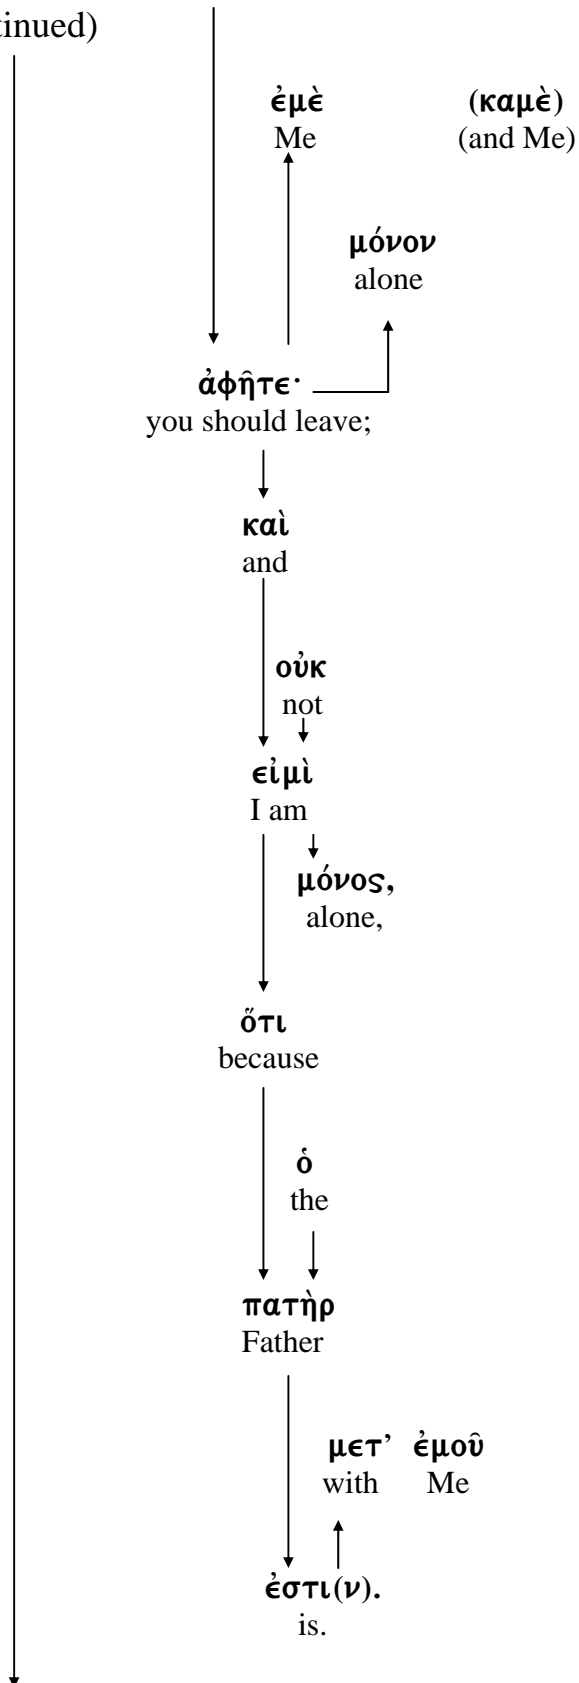 tinued)
ἐμὲ (καμὲ)
Me (and Me)
μόνον
alone
ἀφῆτε·
you should leave;
καὶ
and
οὐκ
not
εἰμὶ
I am
μόνος,
alone,
ὅτι
because
ὁ
the
πατὴρ
Father
μετ’ ἐμοῦ
with Me
ἐστι(ν).
is.